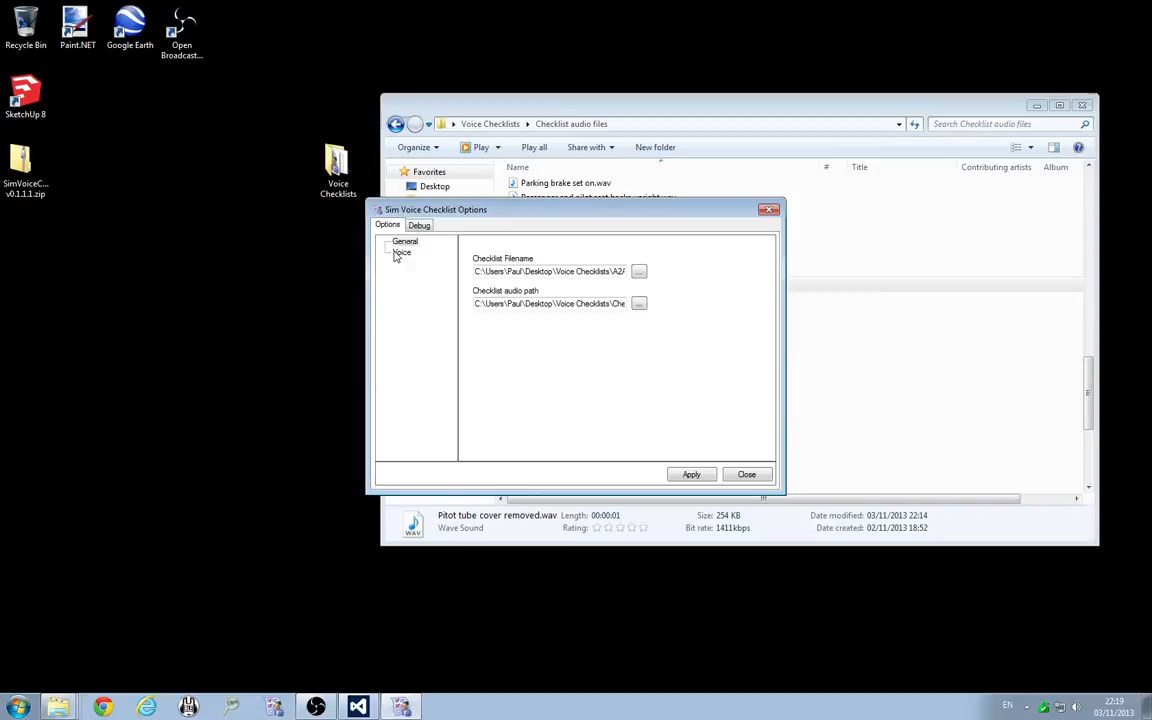 Recycle Bin
Paint.NET
Google Earth
Open
Broadcast...
SketchUp 8
SimVoiceC...
v0.1.1.1.zip
Voice
Checklists
Voice Checklists
Checklist audio files
Search Checklist audio files
Organize
Play
Play all
Share with
New folder
Favorites
Desktop
Name
#
Title
Contributing artists
Album
Parking brake set on.wav
Sim Voice Checklist Options
Options
Debug
General
Voice
Checklist Filename
C:\Users\Paul\Desktop\Voice Checklists\A2A
...
Checklist audio path
C:\Users\Paul\Desktop\Voice Checklists\Che
...
Apply
Close
Pitot tube cover removed.wav
Wave Sound
WAV
Length: 00:00:01
Rating:
Size: 254 KB
Bit rate: 1411kbps
Date modified: 03/11/2013 22:14
Date created: 02/11/2013 18:52
EN
22:19
03/11/2013